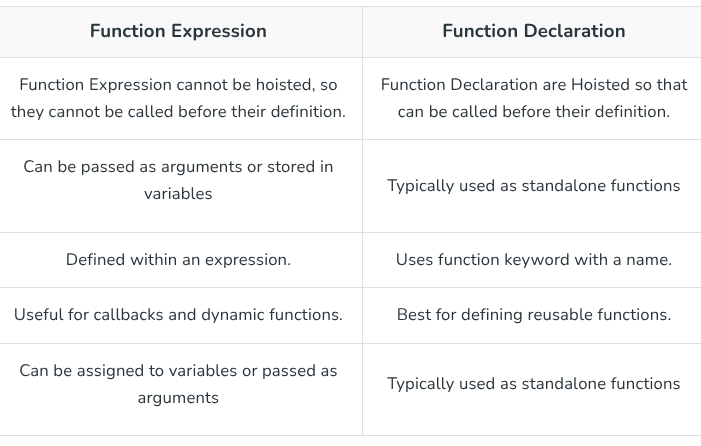 Function Expression
Function Declaration
Function Expression cannot be hoisted, so
they cannot be called before their definition.
Function Declaration are Hoisted so that
can be called before their definition.
Can be passed as arguments or stored in
variables
Typically used as standalone functions
Defined within an expression.
Uses function keyword with a name.
Useful for callbacks and dynamic functions.
Best for defining reusable functions.
Can be assigned to variables or passed as
arguments
Typically used as standalone functions